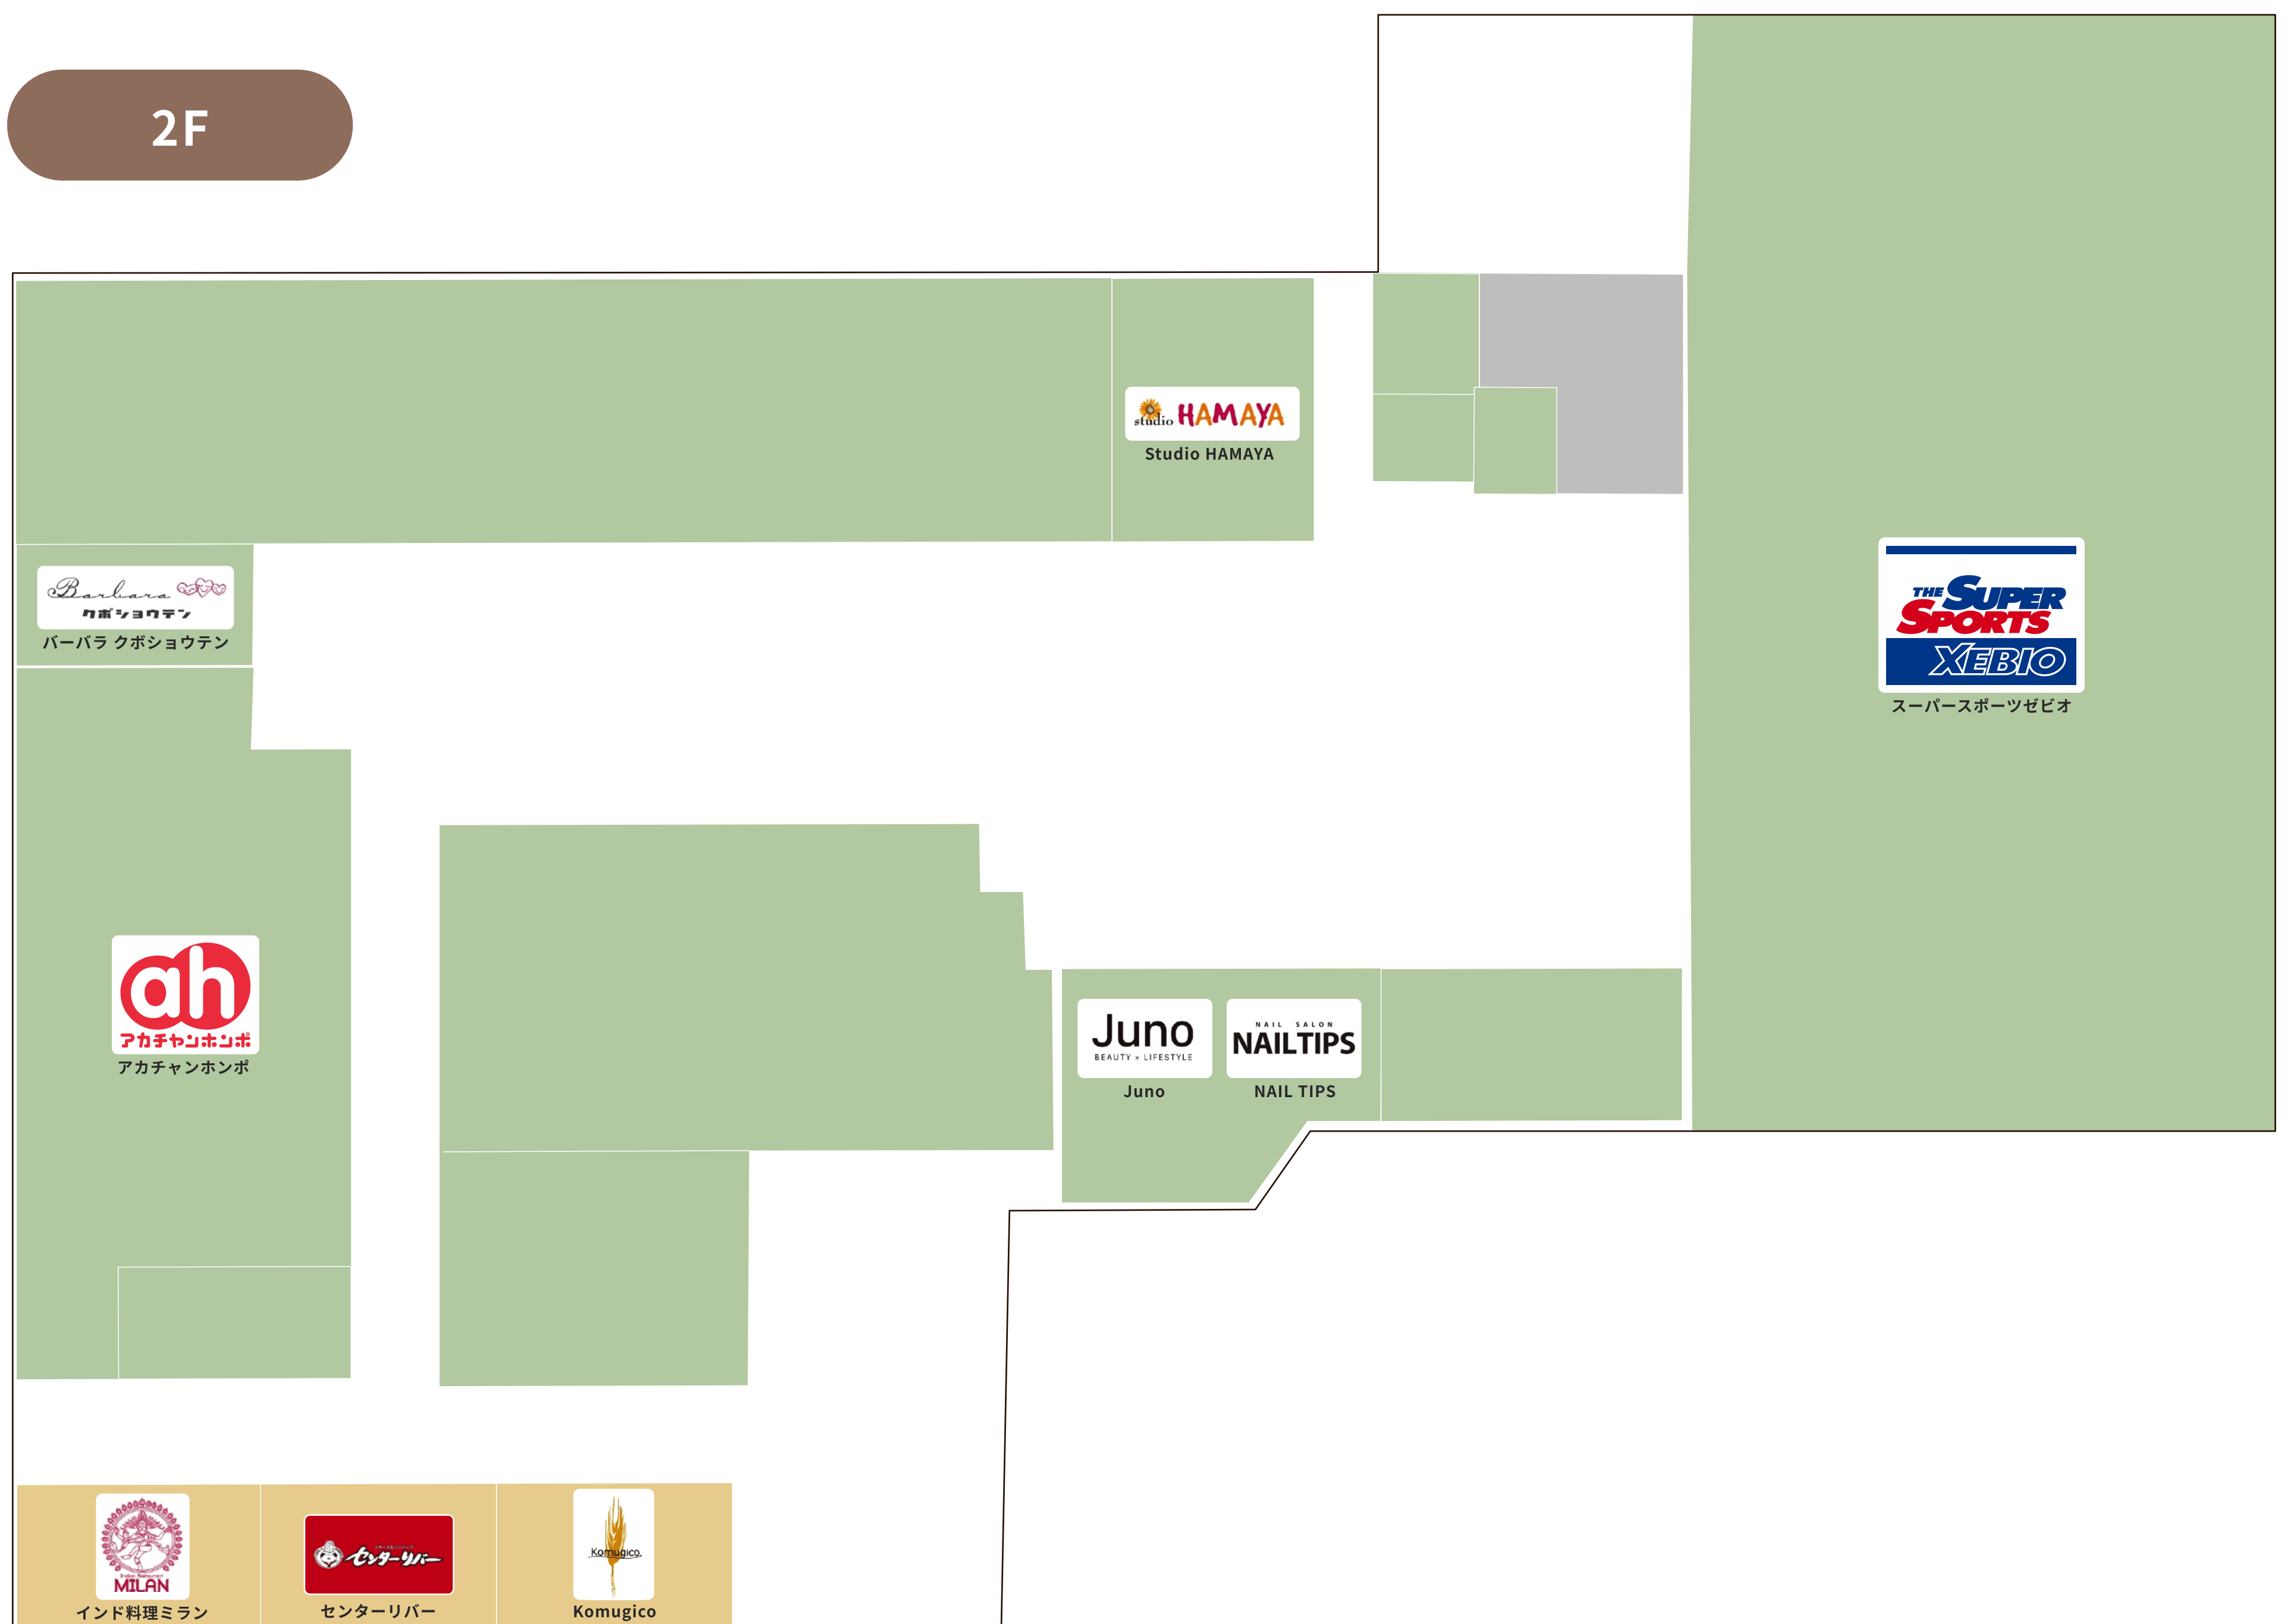 2F
studio HAMAYA
Studio HAMAYA
Barbara
クボショウテン
バーバラ クボショウテン
THE SUPER
SPORTS
XEBIO
スーパースポーツゼビオ
ah
アカチャンホンポ
アカチャンホンポ
Juno
BEAUTY × LIFESTYLE
Juno
NAIL SALON
NAILTIPS
NAIL TIPS
Indian Restaurant
MILAN
インド料理ミラン
センターリバー
センターリバー
Komugico.
Komugico